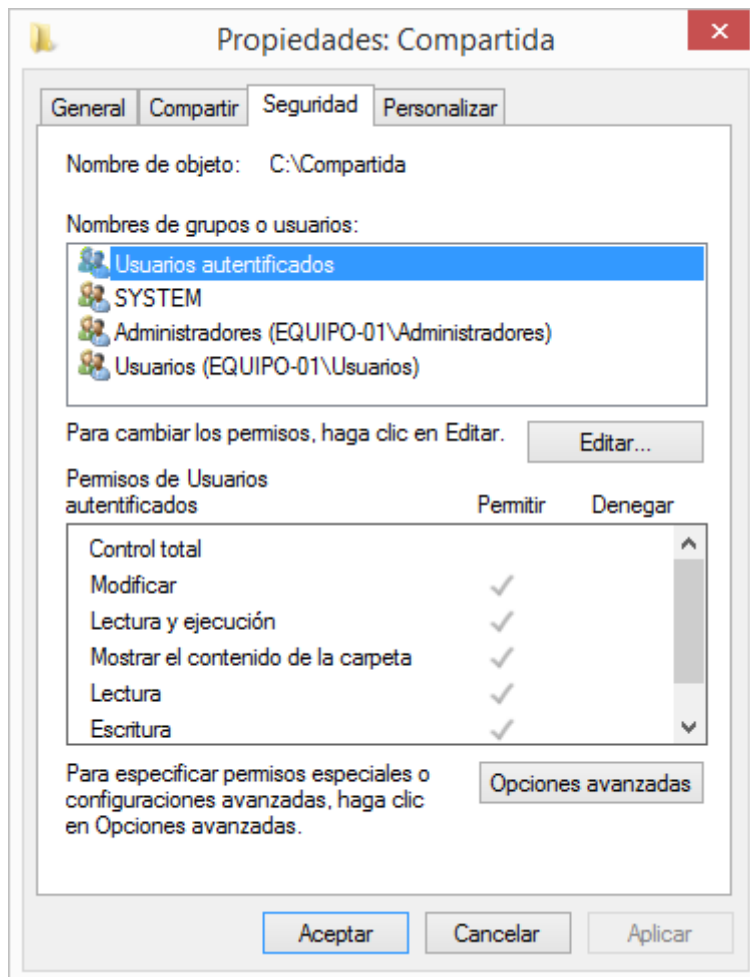 Propiedades: Compartida
General Compartir Seguridad Personalizar
Nombre de objeto: C:\Compartida
Nombres de grupos o usuarios:
Usuarios autentificados
SYSTEM
Administradores (EQUIPO-01\Administradores)
Usuarios (EQUIPO-01\Usuarios)
Para cambiar los permisos, haga clic en Editar. Editar...
Permisos de Usuarios
autentificados Permitir Denegar
Control total
Modificar
Lectura y ejecución
Mostrar el contenido de la carpeta
Lectura
Escritura
Para especificar permisos especiales o
configuraciones avanzadas, haga clic
en Opciones avanzadas.
Opciones avanzadas
Aceptar Cancelar Aplicar